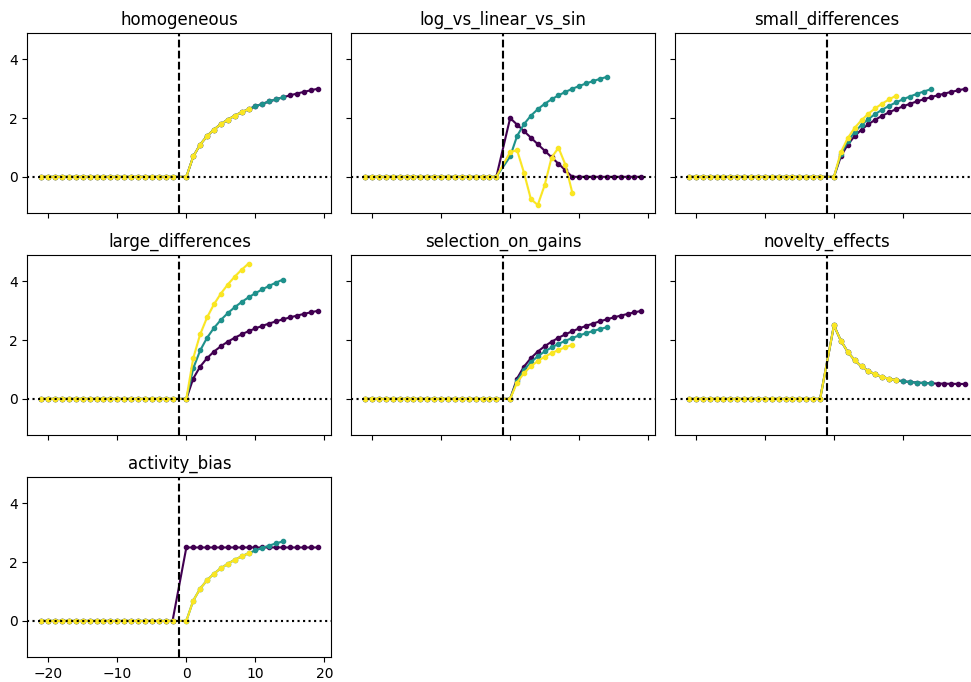 homogeneous log_vs_linear_vs_sin small_differences
4
2
0
large_differences selection_on_gains novelty_effects
4
2
0
activity_bias
4
2
0
−20 −10 0 10 20